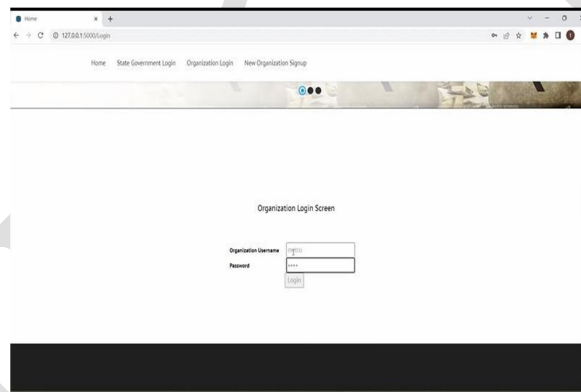 Home
127.0.0.1:5000/Login
Home State Government Login Organization Login New Organization Signup
Organization Login Screen
Organization Username
Password ****
Login